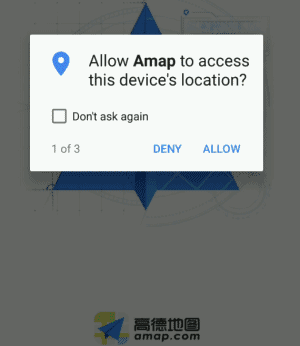 Allow Amap to access
this device's location?
Don't ask again
1 of 3 DENY ALLOW
高德地图
amap.com